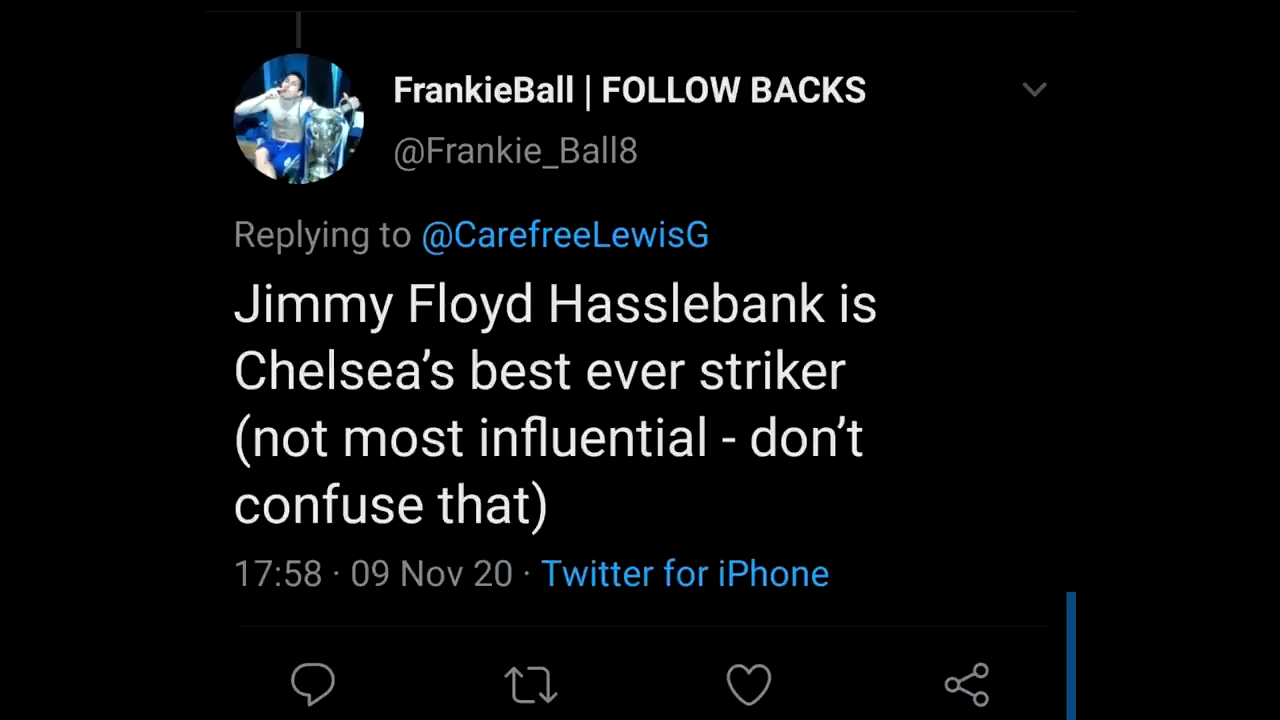 FrankieBall | FOLLOW BACKS
@Frankie_Ball8
Replying to @CarefreeLewisG
Jimmy Floyd Hasslebank is
Chelsea’s best ever striker
(not most influential - don’t
confuse that)
17:58 · 09 Nov 20 · Twitter for iPhone